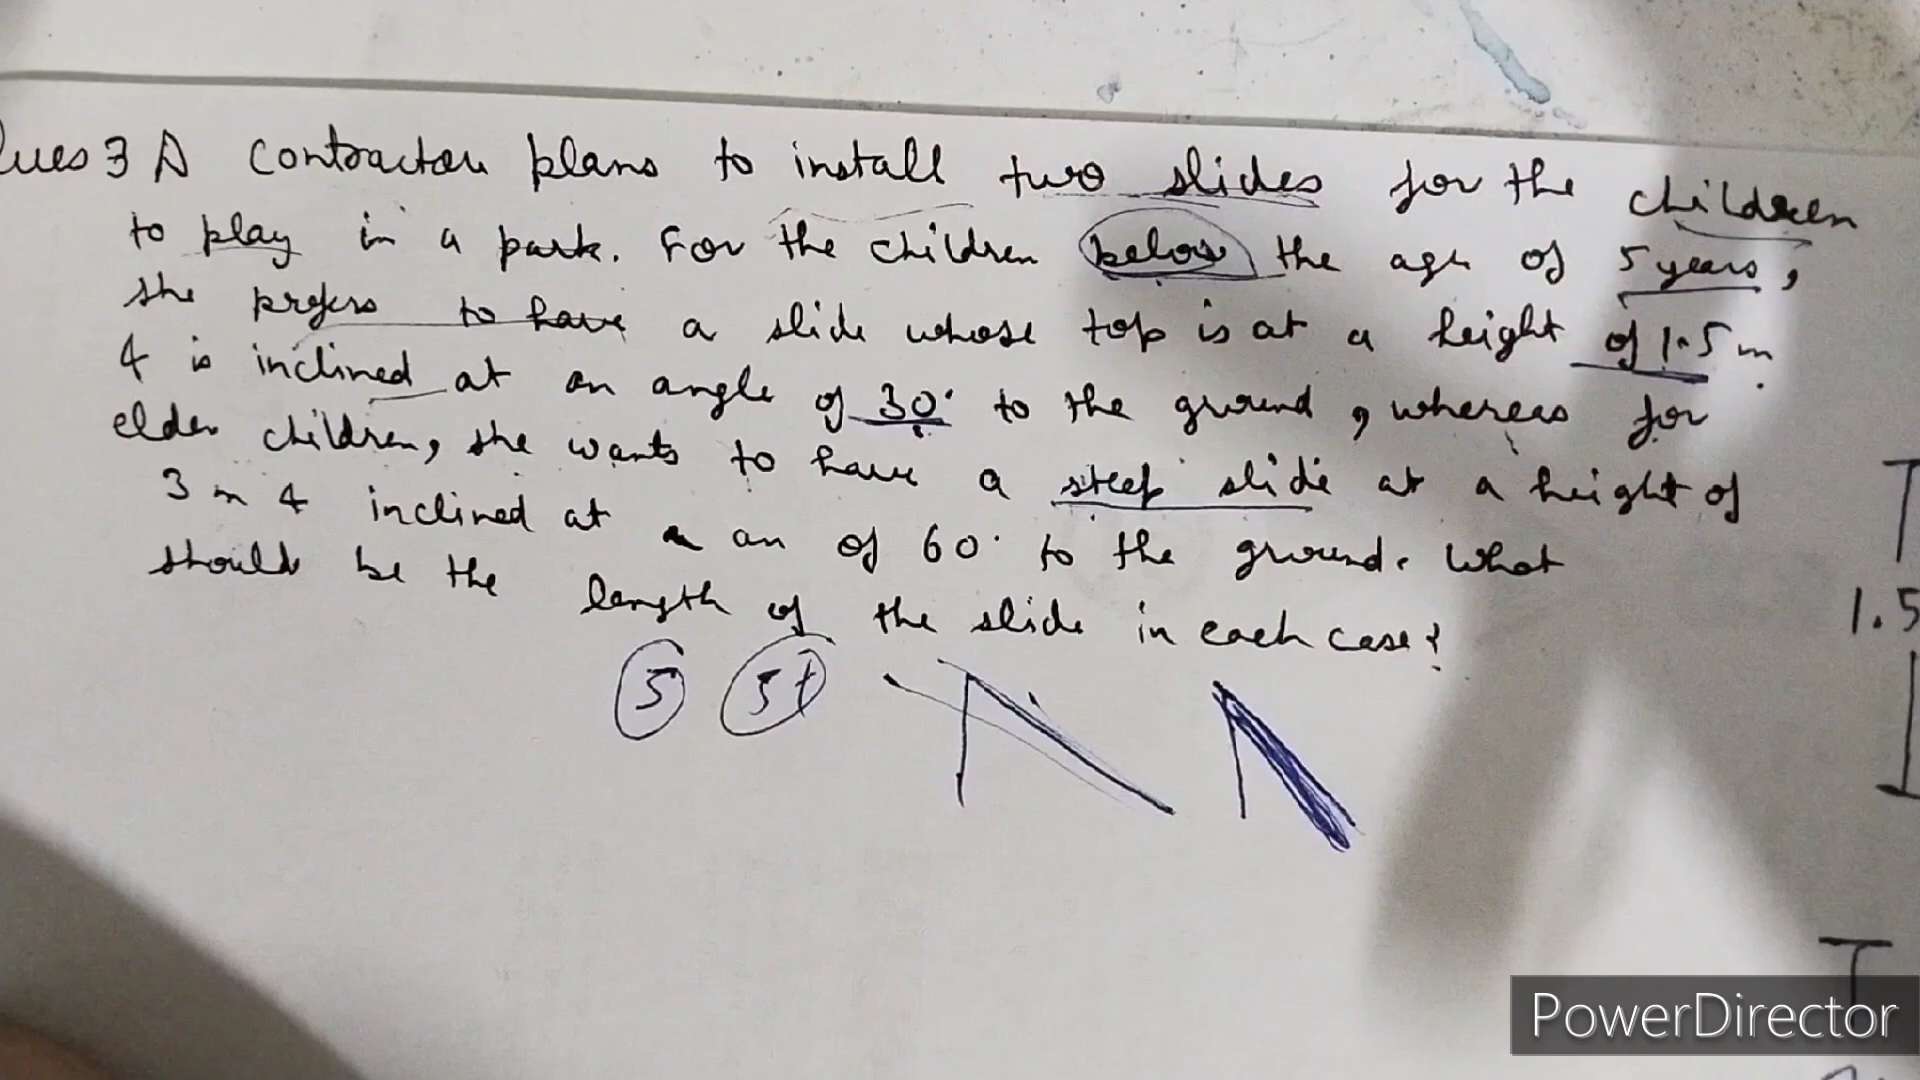 Ques 3 A contractor plans to install two slides for the children
to play in a park. For the children below the age of 5 years,
she prefers to have a slide whose top is at a height of 1.5 m
4 is inclined at an angle of 30° to the ground, whereas for
elder children, she wants to have a steep slide at a height of
3 m 4 inclined at a an of 60° to the ground. What
should be the length of the slide in each case?
5 5+
1.5
PowerDirector